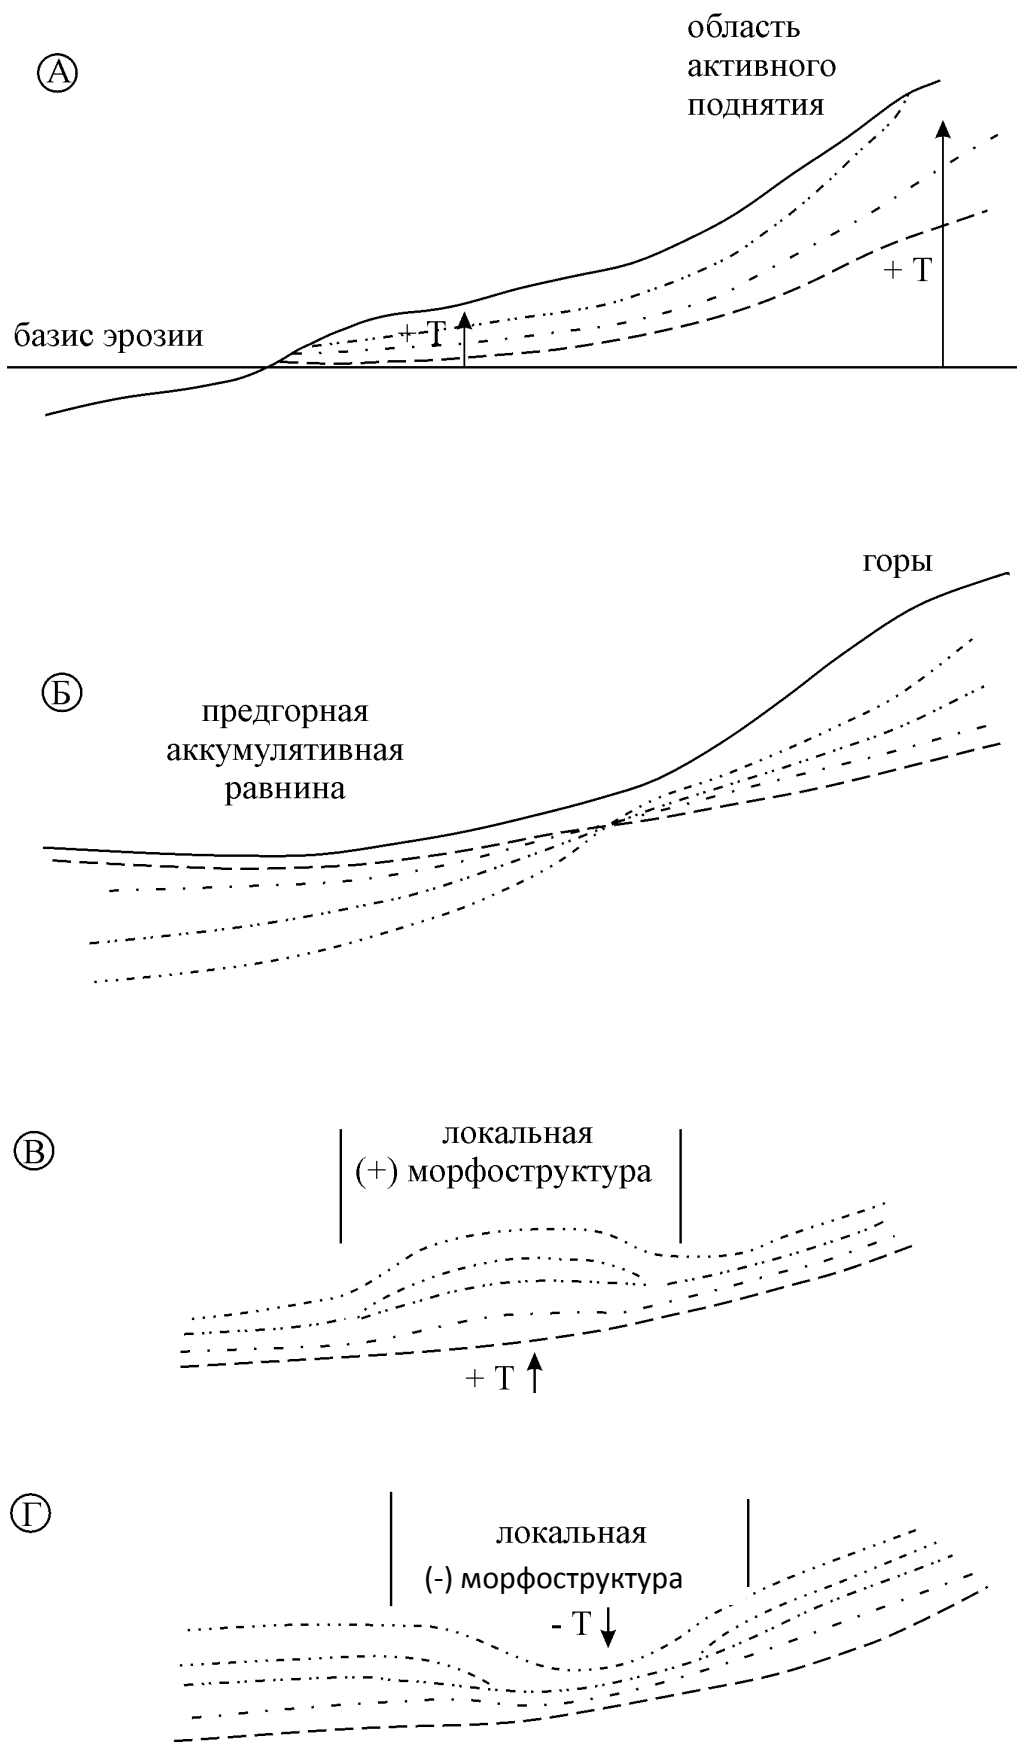 А
область
активного
поднятия
+ Т
базис эрозии
+ Т
горы
Б
предгорная
аккумулятивная
равнина
В
локальная
(+) морфоструктура
+ Т
Г
локальная
(-) морфоструктура
- Т